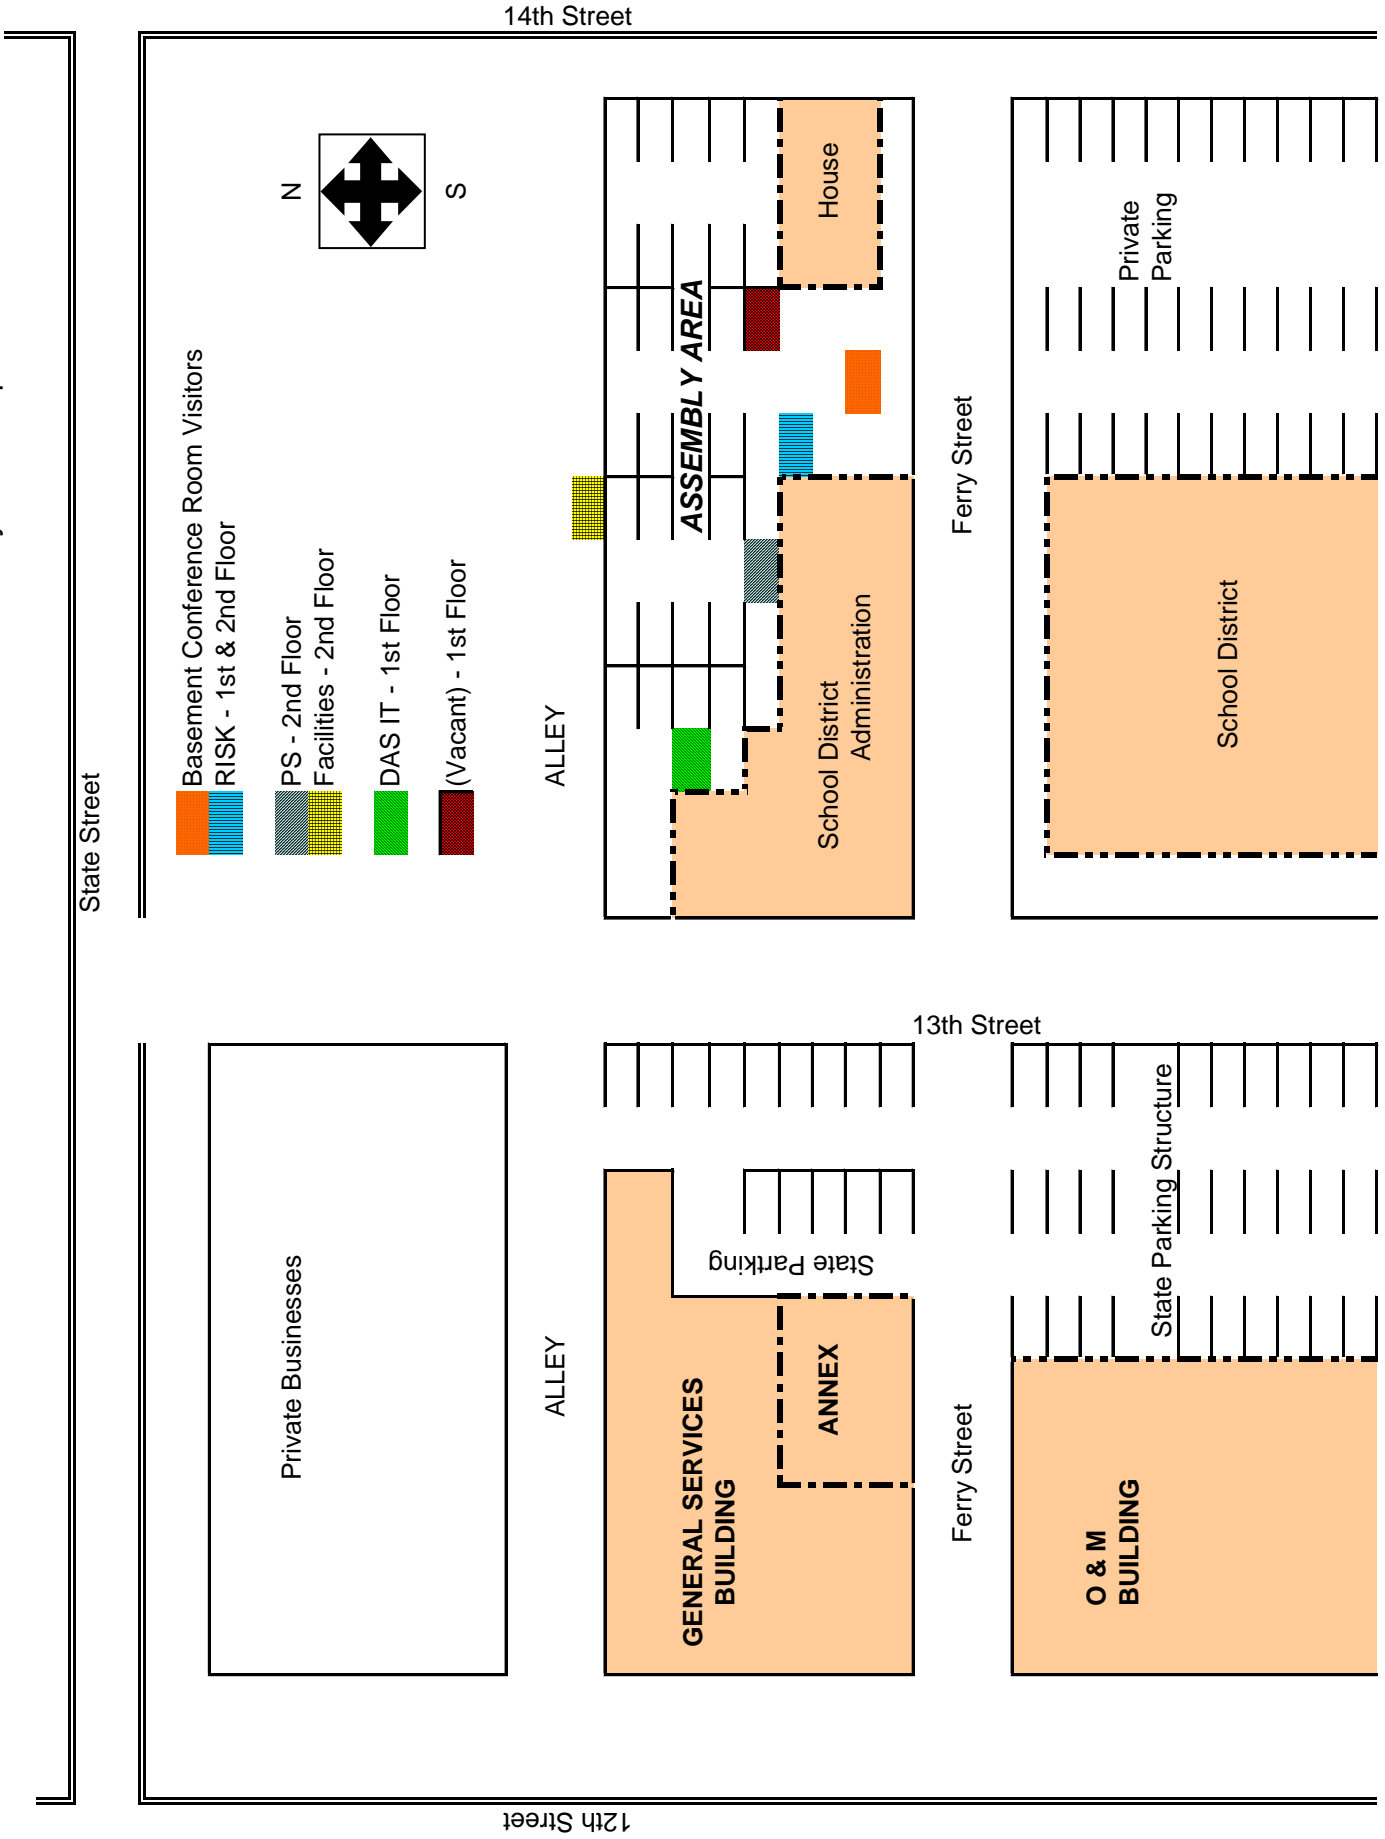 14th Street
State Street
N
S
Basement Conference Room Visitors
RISK - 1st & 2nd Floor
PS - 2nd Floor
Facilities - 2nd Floor
DAS IT - 1st Floor
(Vacant) - 1st Floor
ALLEY
ASSEMBLY AREA
House
School District
Administration
Ferry Street
Private
Parking
School District
13th Street
Private Businesses
ALLEY
GENERAL SERVICES
BUILDING
State Partking
ANNEX
Ferry Street
State Parking Structure
O & M
BUILDING
12th Street